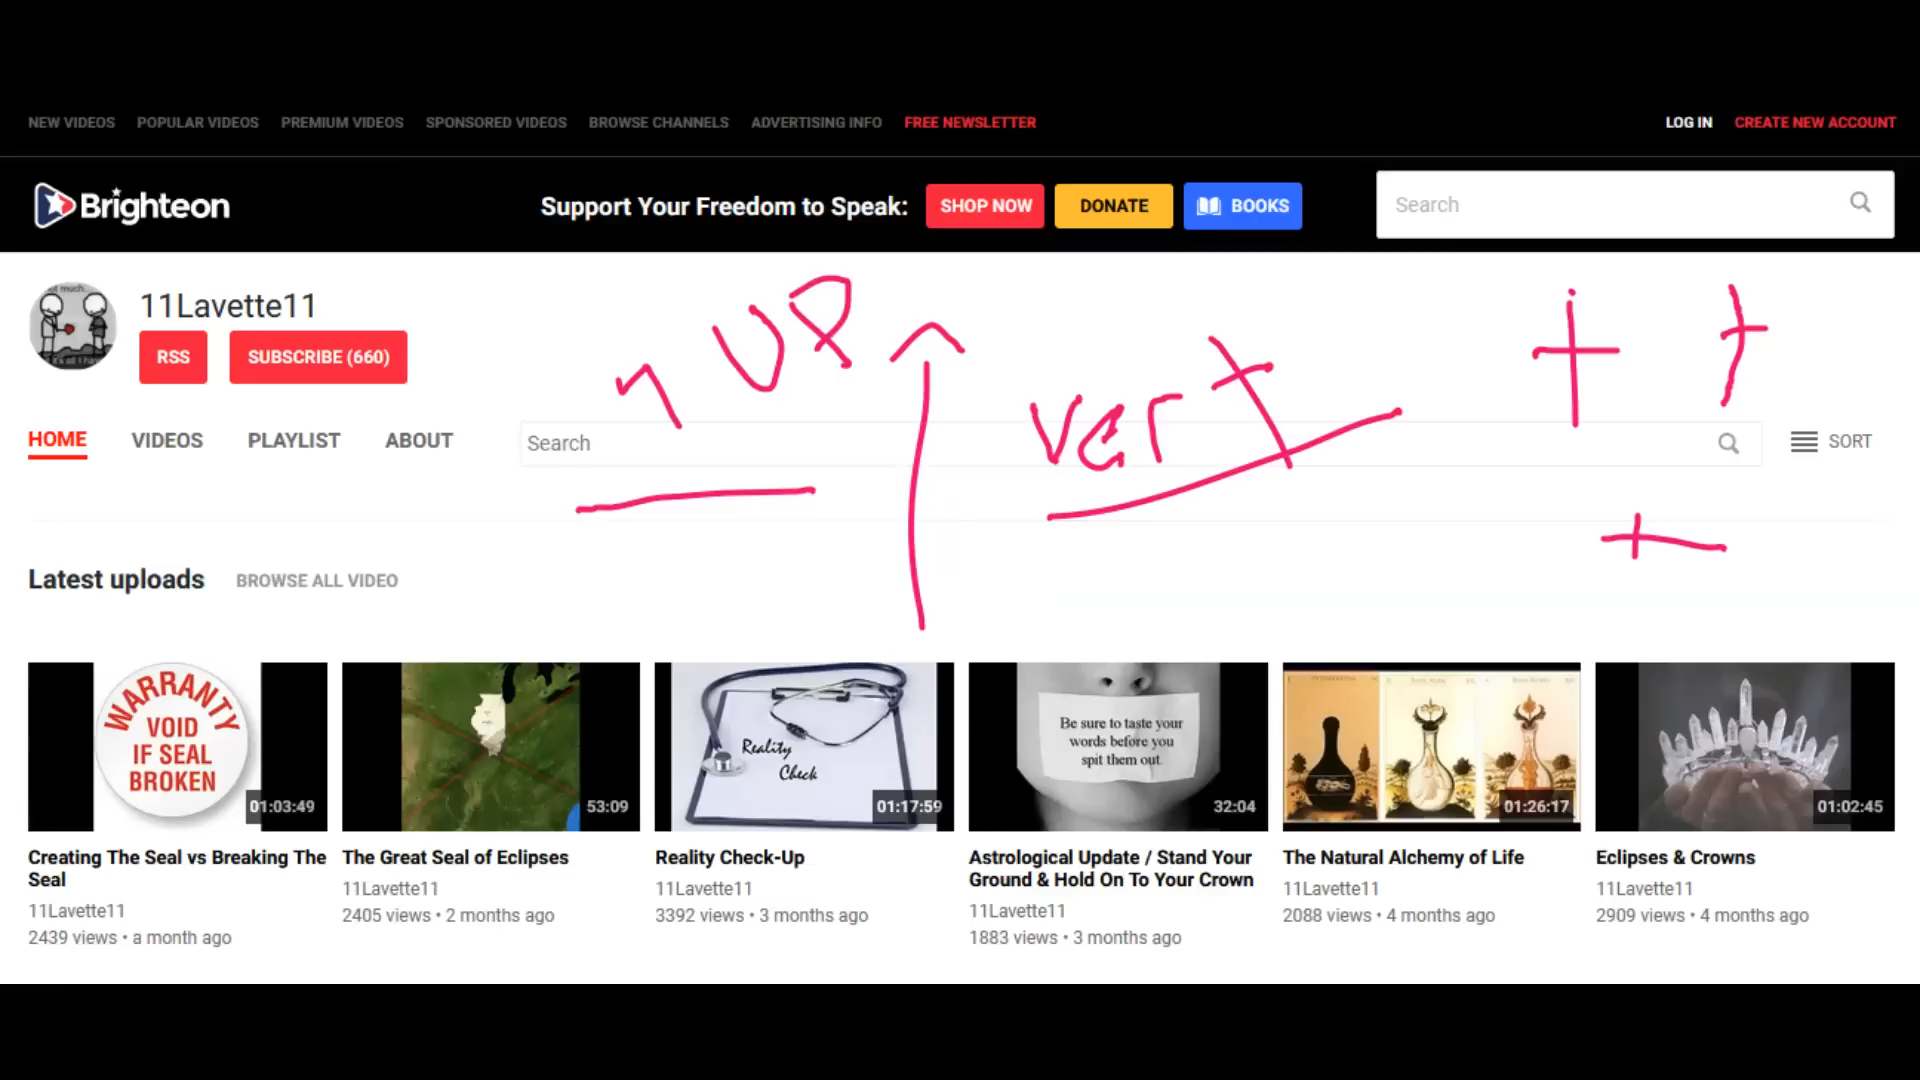 NEW VIDEOS POPULAR VIDEOS PREMIUM VIDEOS SPONSORED VIDEOS BROWSE CHANNELS ADVERTISING INFO FREE NEWSLETTER LOG IN CREATE NEW ACCOUNT
Brighteon Support Your Freedom to Speak: SHOP NOW DONATE BOOKS Search
11Lavette11
RSS SUBSCRIBE (660)
UP
vert
HOME VIDEOS PLAYLIST ABOUT Search SORT
Latest uploads BROWSE ALL VIDEO
WARRANTY
VOID
IF SEAL
BROKEN
01:03:49
53:09
Reality
Check
01:17:59
Be sure to taste your
words before you
spit them out.
32:04
01:26:17
01:02:45
Creating The Seal vs Breaking The
Seal
11Lavette11
2439 views • a month ago
The Great Seal of Eclipses
11Lavette11
2405 views • 2 months ago
Reality Check-Up
11Lavette11
3392 views • 3 months ago
Astrological Update / Stand Your
Ground & Hold On To Your Crown
11Lavette11
1883 views • 3 months ago
The Natural Alchemy of Life
11Lavette11
2088 views • 4 months ago
Eclipses & Crowns
11Lavette11
2909 views • 4 months ago